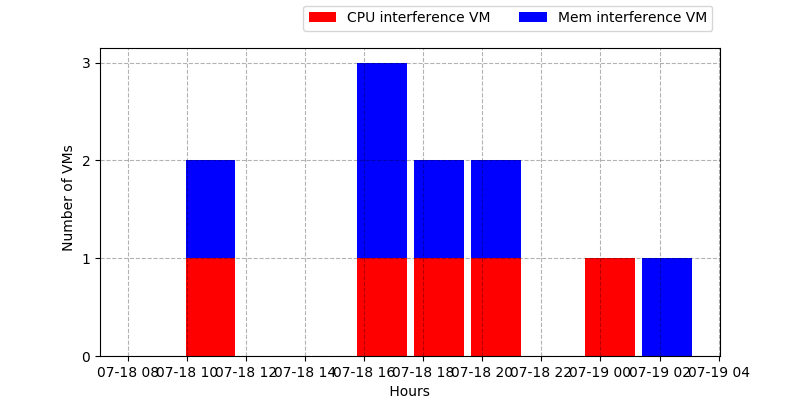 CPU interference VM Mem interference VM
3
2
1
0
Number of VMs
07-18 08 07-18 10 07-18 12 07-18 14 07-18 16 07-18 18 07-18 20 07-18 22 07-19 00 07-19 02 07-19 04
Hours